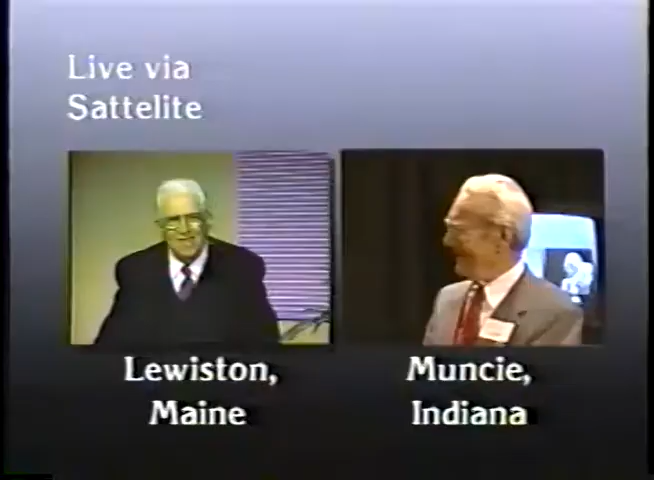 Live via
Sattelite
Lewiston,
Maine
Muncie,
Indiana